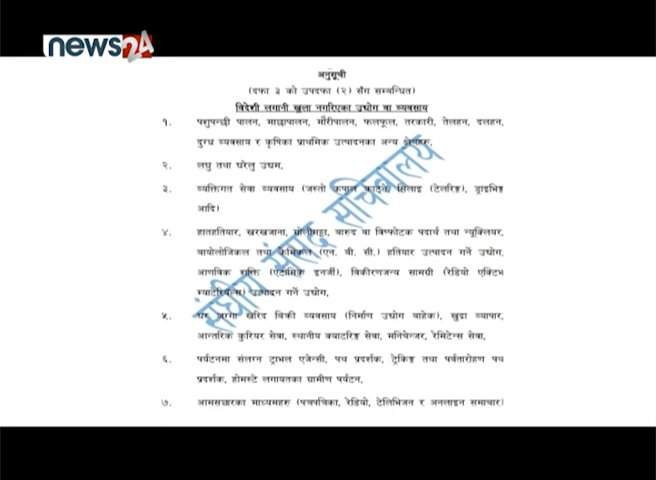 news24
अनुसूची
(दफा ३ को उपदफा (२) सँग सम्बन्धित)
विदेशी लगानी खुला नगरिएका उद्योग वा व्यवसाय
१. पशुपन्छी पालन, माछापालन, मौरीपालन, फलफूल, तरकारी, तेलहन, दलहन,
दुग्ध व्यवसाय र कृषिका प्राथमिक उत्पादनका अन्य क्षेत्रहरु,
२. लघु तथा घरेलु उद्यम,
३. व्यक्तिगत सेवा व्यवसाय (जस्तो कपाल काट्ने, सिलाइ (टेलरिङ्ग), ड्राइभिङ्ग
आदि)
४. हातहतियार, खरखजाना, गोलीगट्ठा, बारुद वा विष्फोटक पदार्थ तथा न्यूक्लियर,
वायोलोजिकल तथा केमिकल (एन. बी. सी.) हतियार उत्पादन गर्ने उद्योग,
आणविक शक्ति (एटोमिक इनर्जी), विकीरणजन्य सामग्री (रेडियो एक्टिभ
म्याटेरियल्स) उत्पादन गर्ने उद्योग,
५. घर जग्गा खरिद बिक्री व्यवसाय (निर्माण उद्योग बाहेक), खुद्रा व्यापार,
आन्तरिक कुरियर सेवा, स्थानीय क्याटरिङ्ग सेवा, मनिचेन्जर, रेमिटेन्स सेवा,
६. पर्यटनमा संलग्न ट्राभल एजेन्सी, पथ प्रदर्शक, ट्रेकिङ्ग तथा पर्वतारोहण पथ
प्रदर्शक, होमस्टे लगायतका ग्रामीण पर्यटन,
७. आमसञ्चारका माध्यमहरु (पत्रपत्रिका, रेडियो, टेलिभिजन र अनलाइन समाचार)
संघीय संसद सचिवालय